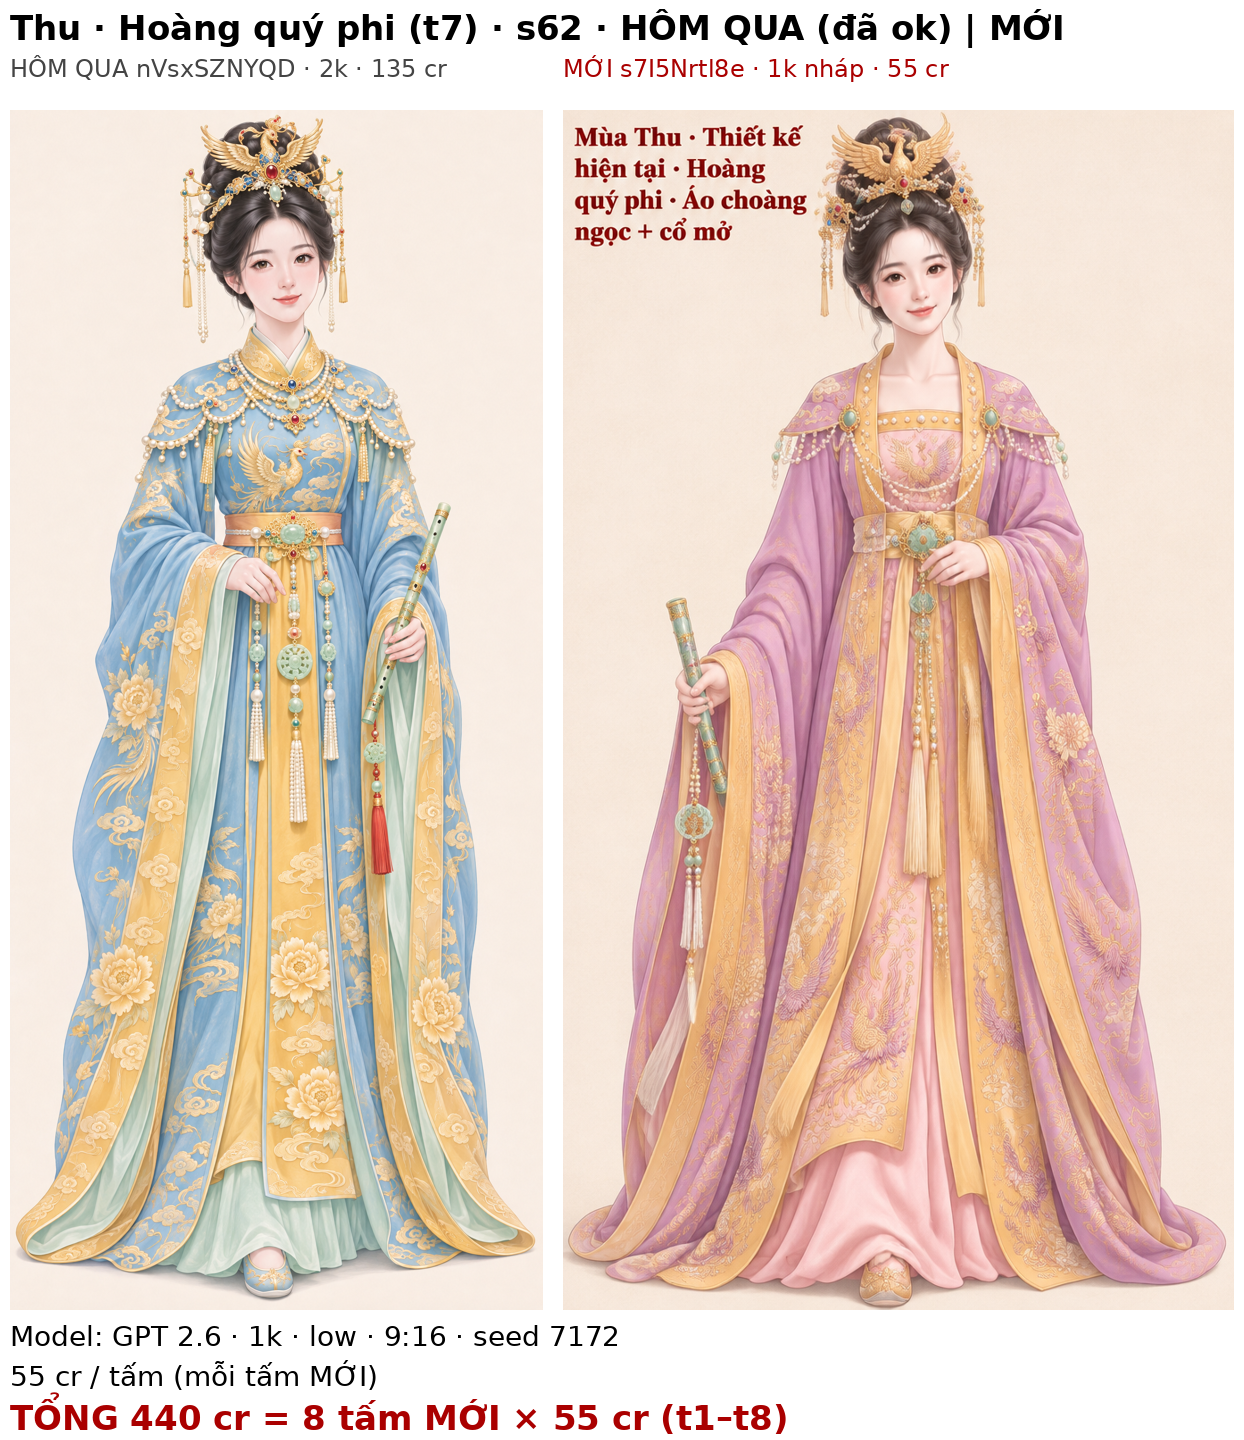 Thu · Hoàng quý phi (t7) · s62 · HÔM QUA (đã ok) | MỚI
HÔM QUA nVsxSZNYQD · 2k · 135 cr
MỚI s7I5Nrtl8e · 1k nháp · 55 cr
Mùa Thu · Thiết kế
hiện tại · Hoàng
quý phi · Áo choàng
ngọc + cổ mở
Model: GPT 2.6 · 1k · low · 9:16 · seed 7172
55 cr / tấm (mỗi tấm MỚI)
TỔNG 440 cr = 8 tấm MỚI × 55 cr (t1–t8)